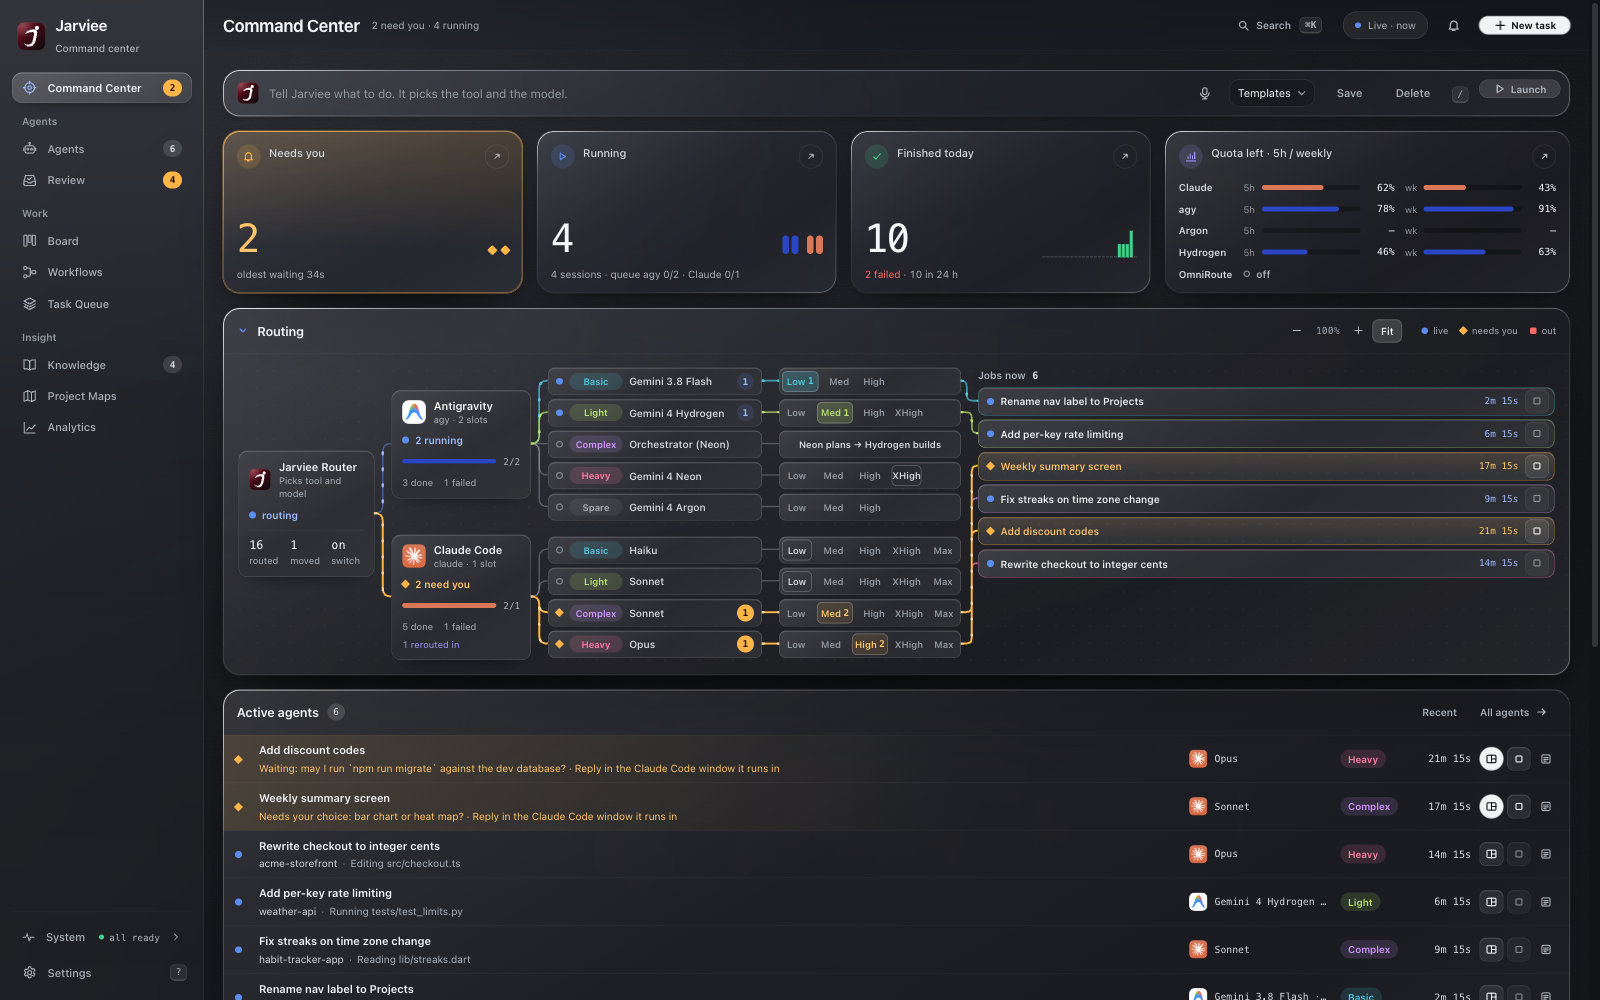 Jarviee
Command center
Command Center 2
Agents
Agents 6
Review 4
Work
Board
Workflows
Task Queue
Insight
Knowledge 4
Project Maps
Analytics
System all ready
Settings ?
Command Center 2 need you · 4 running
Search ⌘K
Live · now
+ New task
Tell Jarviee what to do. It picks the tool and the model.
Templates
Save
Delete
/
Launch
Needs you
2
oldest waiting 34s
Running
4
4 sessions · queue agy 0/2 · Claude 0/1
Finished today
10
2 failed · 10 in 24 h
Quota left · 5h / weekly
Claude 5h 62% wk 43%
agy 5h 78% wk 91%
Argon 5h – wk –
Hydrogen 5h 46% wk 63%
OmniRoute off
Routing
− 100% + Fit
live needs you out
Jarviee Router
Picks tool and
model
routing
16 1 on
routed moved switch
Antigravity
agy · 2 slots
2 running
2/2
3 done 1 failed
Claude Code
claude · 1 slot
2 need you
2/1
5 done 1 failed
1 rerouted in
Basic Gemini 3.8 Flash 1 Low 1 Med High
Light Gemini 4 Hydrogen 1 Low Med 1 High XHigh
Complex Orchestrator (Neon) Neon plans → Hydrogen builds
Heavy Gemini 4 Neon Low Med High XHigh
Spare Gemini 4 Argon Low Med High
Basic Haiku Low Med High XHigh Max
Light Sonnet Low Med High XHigh Max
Complex Sonnet 1 Low Med 2 High XHigh Max
Heavy Opus 1 Low Med High 2 XHigh Max
Jobs now 6
Rename nav label to Projects 2m 15s
Add per-key rate limiting 6m 15s
Weekly summary screen 17m 15s
Fix streaks on time zone change 9m 15s
Add discount codes 21m 15s
Rewrite checkout to integer cents 14m 15s
Active agents 6
Recent
All agents →
Add discount codes
Waiting: may I run `npm run migrate` against the dev database? · Reply in the Claude Code window it runs in
Opus Heavy 21m 15s
Weekly summary screen
Needs your choice: bar chart or heat map? · Reply in the Claude Code window it runs in
Sonnet Complex 17m 15s
Rewrite checkout to integer cents
acme-storefront · Editing src/checkout.ts
Opus Heavy 14m 15s
Add per-key rate limiting
weather-api · Running tests/test_limits.py
Gemini 4 Hydrogen … Light 6m 15s
Fix streaks on time zone change
habit-tracker-app · Reading lib/streaks.dart
Sonnet Complex 9m 15s
Rename nav label to Projects
Gemini 3.8 Flash ·… Basic 2m 15s